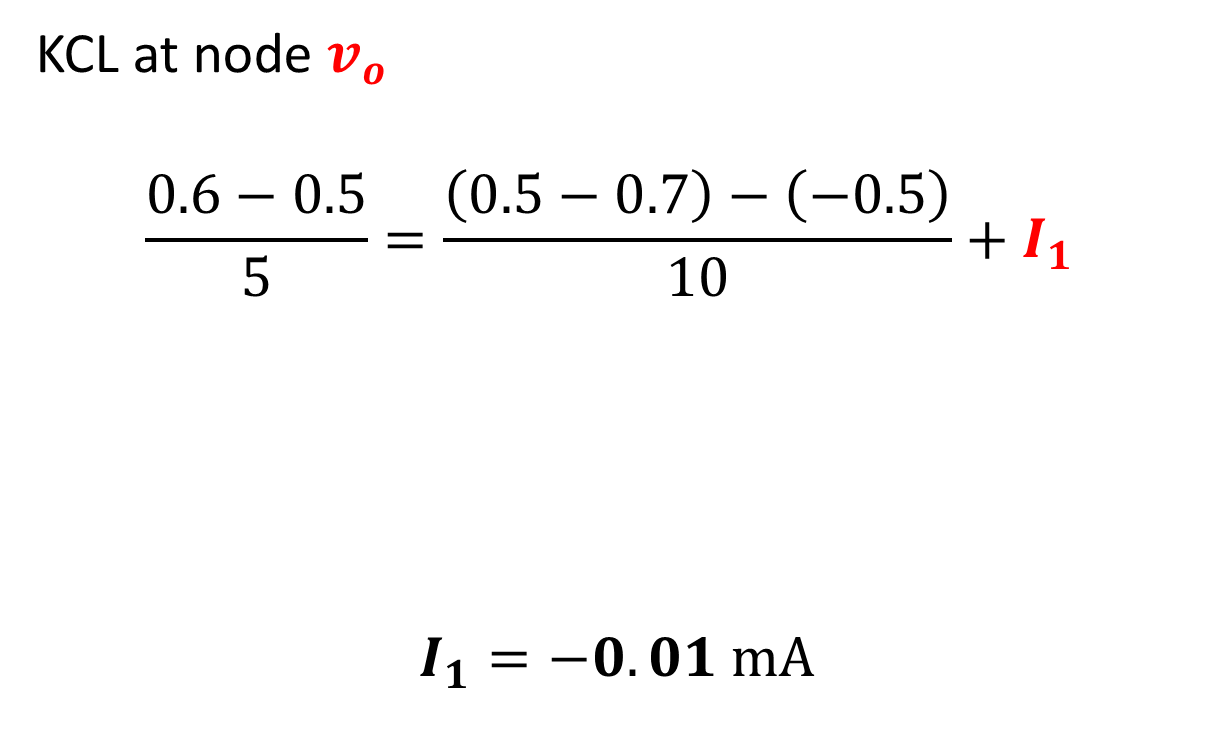 KCL at node v_o
(0.6 − 0.5)/5 = ((0.5 − 0.7) − (−0.5))/10 + I_1
I_1 = −0.01 mA